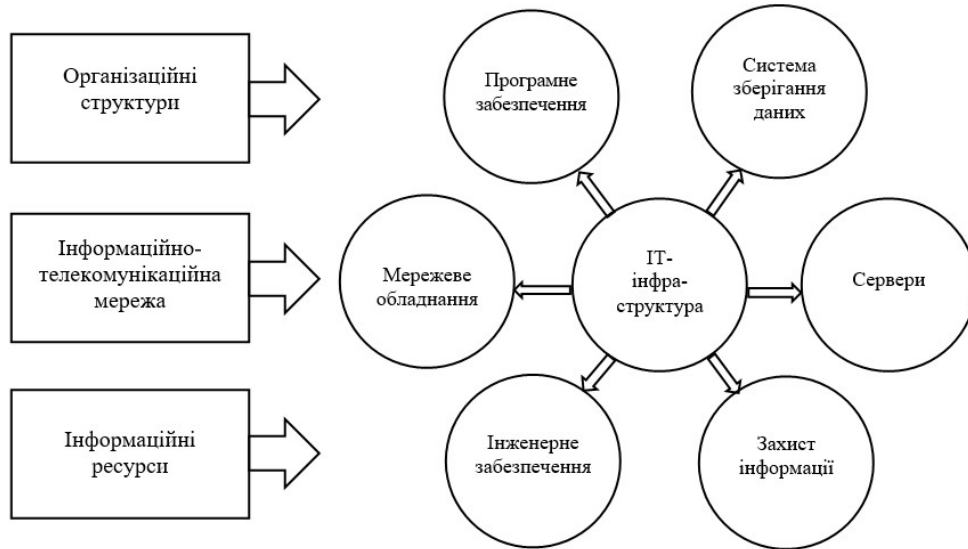 Організаційні
структури
Інформаційно-
телекомунікаційна
мережа
Інформаційні
ресурси
Програмне
забезпечення
Система
зберігання
даних
Мережеве
обладнання
ІТ-
інфра-
структура
Сервери
Інженерне
забезпечення
Захист
інформації